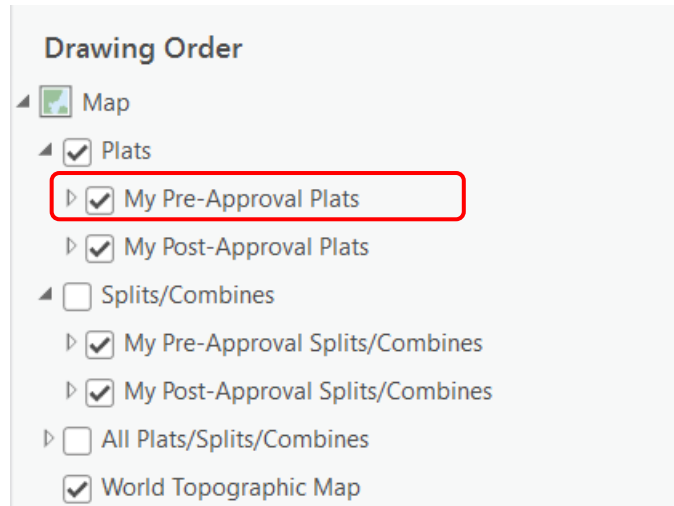 Drawing Order
Map
Plats
My Pre-Approval Plats
My Post-Approval Plats
Splits/Combines
My Pre-Approval Splits/Combines
My Post-Approval Splits/Combines
All Plats/Splits/Combines
World Topographic Map